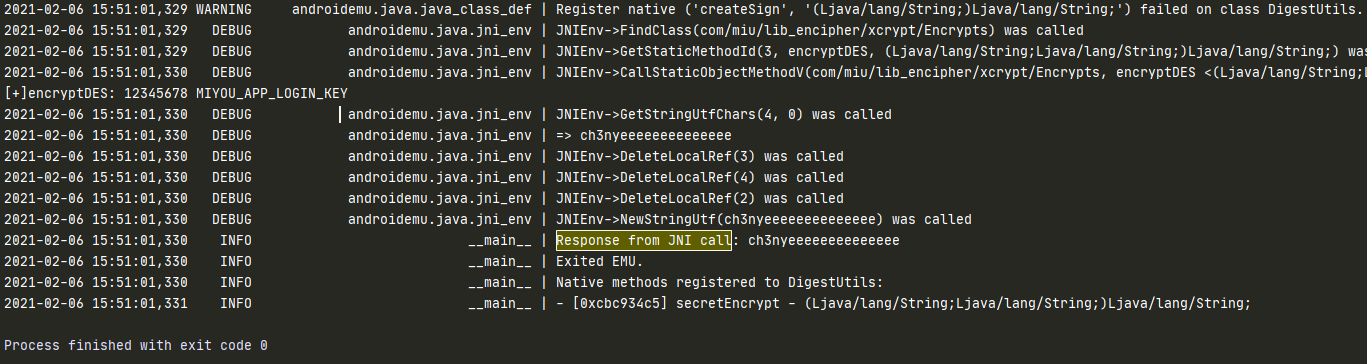 2021-02-06 15:51:01,329 WARNING androidemu.java.java_class_def | Register native ('createSign', '(Ljava/lang/String;)Ljava/lang/String;') failed on class DigestUtils.
2021-02-06 15:51:01,329 DEBUG androidemu.java.jni_env | JNIEnv->FindClass(com/miu/lib_encipher/xcrypt/Encrypts) was called
2021-02-06 15:51:01,329 DEBUG androidemu.java.jni_env | JNIEnv->GetStaticMethodId(3, encryptDES, (Ljava/lang/String;Ljava/lang/String;)Ljava/lang/String;) was
2021-02-06 15:51:01,330 DEBUG androidemu.java.jni_env | JNIEnv->CallStaticObjectMethodV(com/miu/lib_encipher/xcrypt/Encrypts, encryptDES <(Ljava/lang/String;L
[+]encryptDES: 12345678 MIYOU_APP_LOGIN_KEY
2021-02-06 15:51:01,330 DEBUG androidemu.java.jni_env | JNIEnv->GetStringUtfChars(4, 0) was called
2021-02-06 15:51:01,330 DEBUG androidemu.java.jni_env | => ch3nyeeeeeeeeeeeeee
2021-02-06 15:51:01,330 DEBUG androidemu.java.jni_env | JNIEnv->DeleteLocalRef(3) was called
2021-02-06 15:51:01,330 DEBUG androidemu.java.jni_env | JNIEnv->DeleteLocalRef(4) was called
2021-02-06 15:51:01,330 DEBUG androidemu.java.jni_env | JNIEnv->DeleteLocalRef(2) was called
2021-02-06 15:51:01,330 DEBUG androidemu.java.jni_env | JNIEnv->NewStringUtf(ch3nyeeeeeeeeeeeeee) was called
2021-02-06 15:51:01,330 INFO __main__ | Response from JNI call: ch3nyeeeeeeeeeeeeee
2021-02-06 15:51:01,330 INFO __main__ | Exited EMU.
2021-02-06 15:51:01,330 INFO __main__ | Native methods registered to DigestUtils:
2021-02-06 15:51:01,331 INFO __main__ | - [0xcbc934c5] secretEncrypt - (Ljava/lang/String;Ljava/lang/String;)Ljava/lang/String;
Process finished with exit code 0